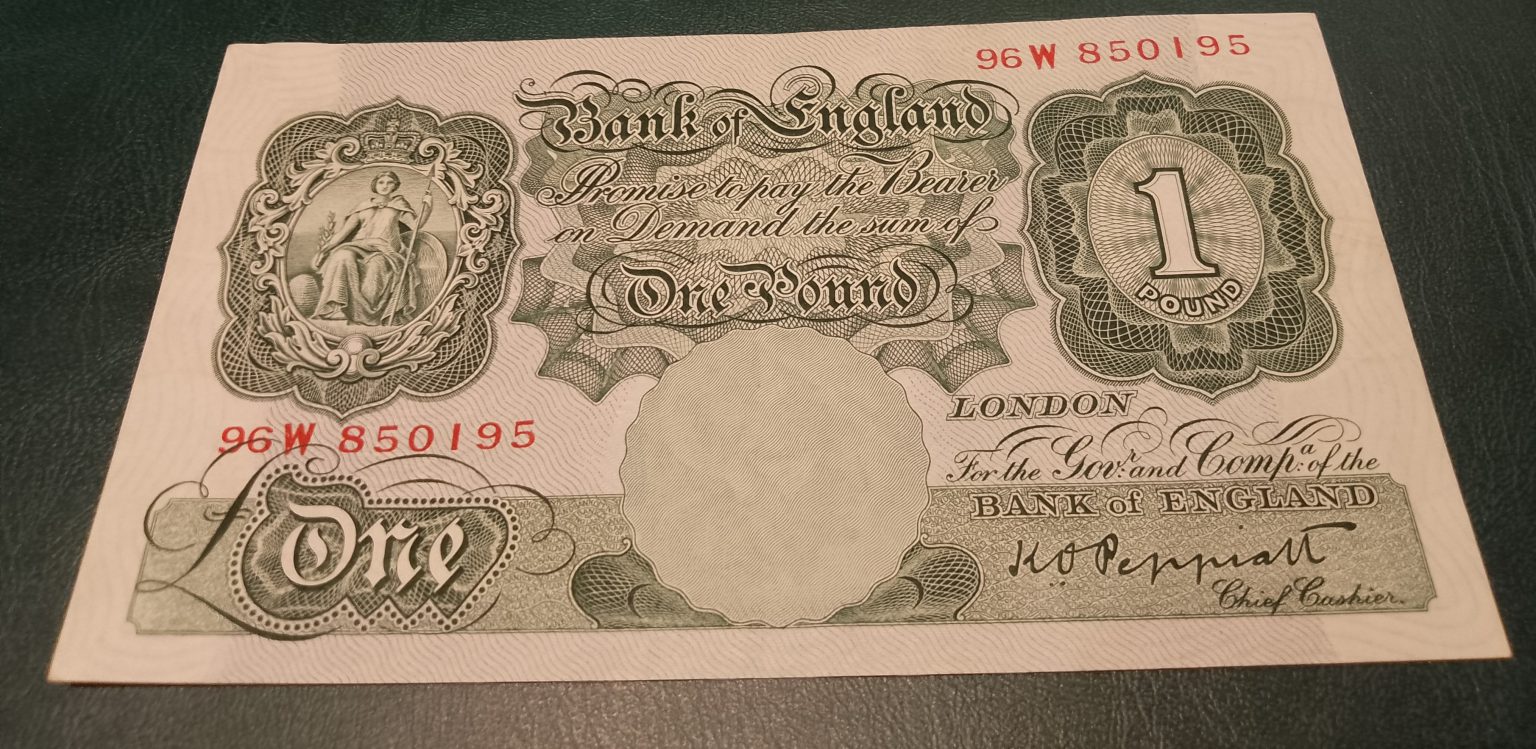 96W 850195
Bank of England
Promise to pay the Bearer
on Demand the sum of
One Pound
1
POUND
96W 850195
LONDON
For the Govr. and Compa. of the
BANK of ENGLAND
£One
K O Peppiatt
Chief Cashier.